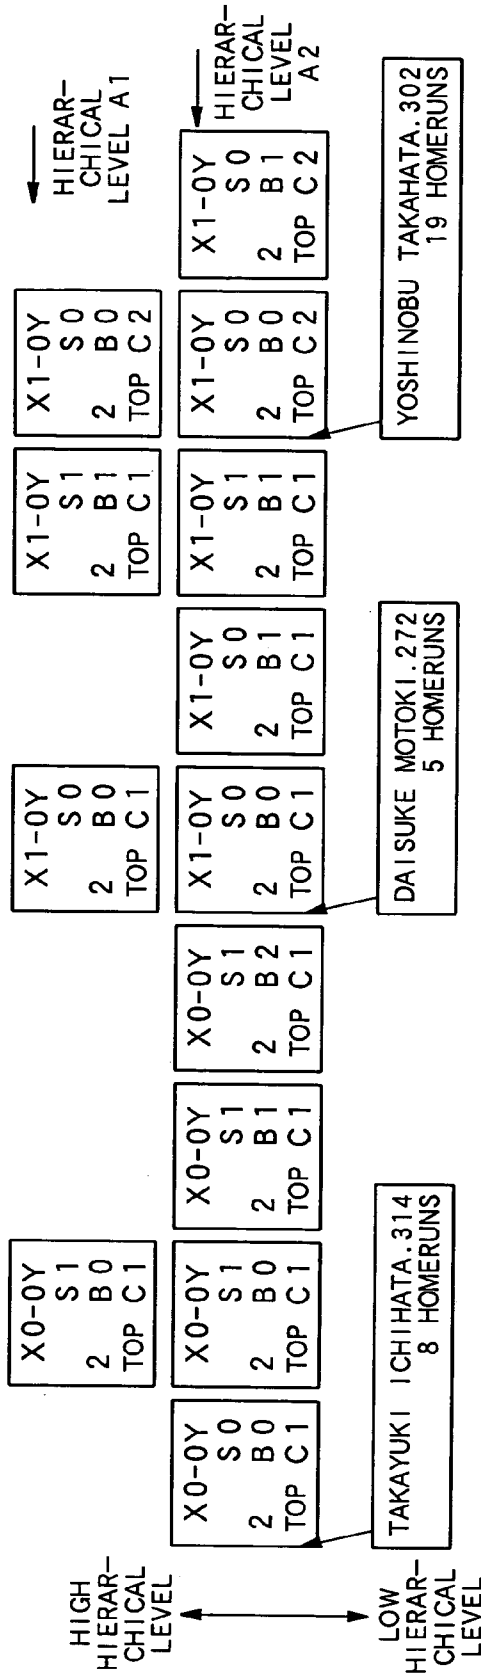 HIGH
HIERAR-
CHICAL
LEVEL
X0-0Y
S1
2 B0
TOP C1
X1-0Y
S0
2 B0
TOP C1
X1-0Y
S1
2 B1
TOP C1
X1-0Y
S0
2 B0
TOP C2
HIERAR-
CHICAL
LEVEL A1
X0-0Y
S0
2 B0
TOP C1
X0-0Y
S1
2 B0
TOP C1
X0-0Y
S1
2 B1
TOP C1
X0-0Y
S1
2 B2
TOP C1
X1-0Y
S0
2 B0
TOP C1
X1-0Y
S0
2 B1
TOP C1
X1-0Y
S1
2 B1
TOP C1
X1-0Y
S0
2 B0
TOP C2
X1-0Y
S0
2 B1
TOP C2
HIERAR-
CHICAL
LEVEL
A2
LOW
HIERAR-
CHICAL
LEVEL
TAKAYUKI ICHIHATA.314
8 HOMERUNS
DAISUKE MOTOKI.272
5 HOMERUNS
YOSHINOBU TAKAHATA.302
19 HOMERUNS